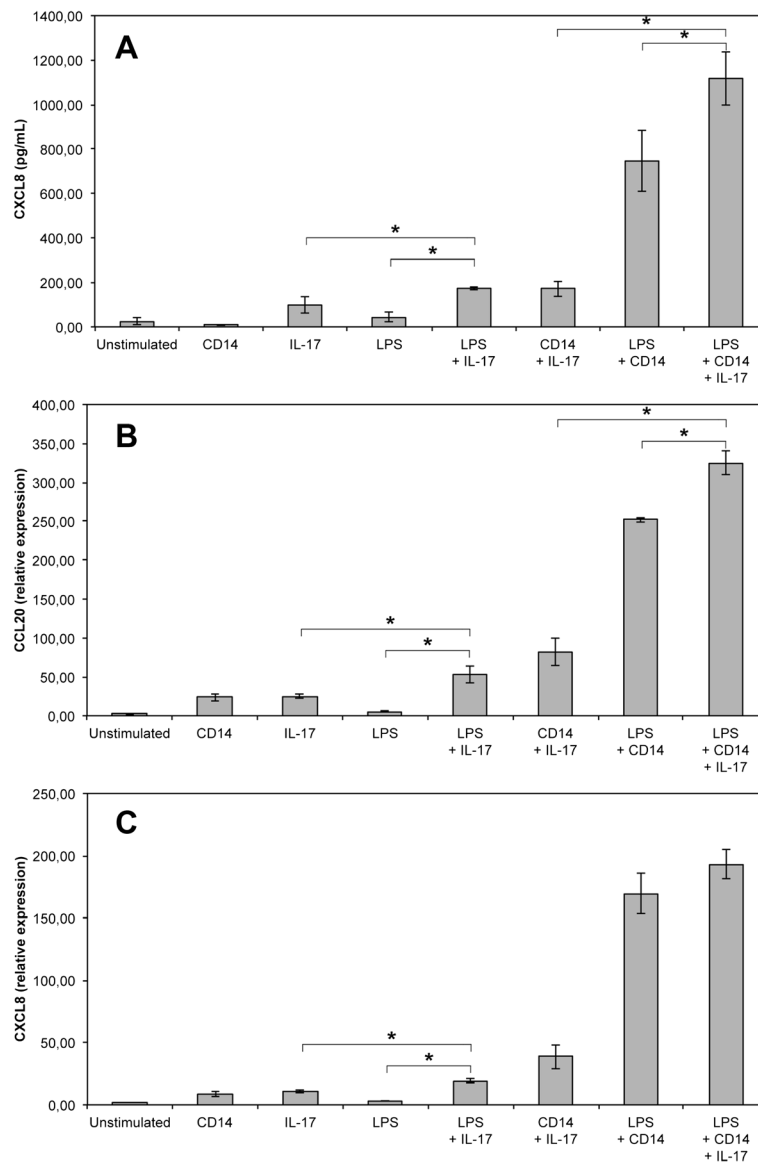 A
CXCL8 (pg/mL)
1400,00
1200,00
1000,00
800,00
600,00
400,00
200,00
0,00
*
*
*
*
Unstimulated CD14 IL-17 LPS LPS CD14 LPS LPS
+ IL-17 + IL-17 + CD14 + CD14
+ IL-17
B
CCL20 (relative expression)
400,00
350,00
300,00
250,00
200,00
150,00
100,00
50,00
0,00
*
*
*
*
Unstimulated CD14 IL-17 LPS LPS CD14 LPS LPS
+ IL-17 + IL-17 + CD14 + CD14
+ IL-17
C
CXCL8 (relative expression)
250,00
200,00
150,00
100,00
50,00
0,00
*
*
Unstimulated CD14 IL-17 LPS LPS CD14 LPS LPS
+ IL-17 + IL-17 + CD14 + CD14
+ IL-17